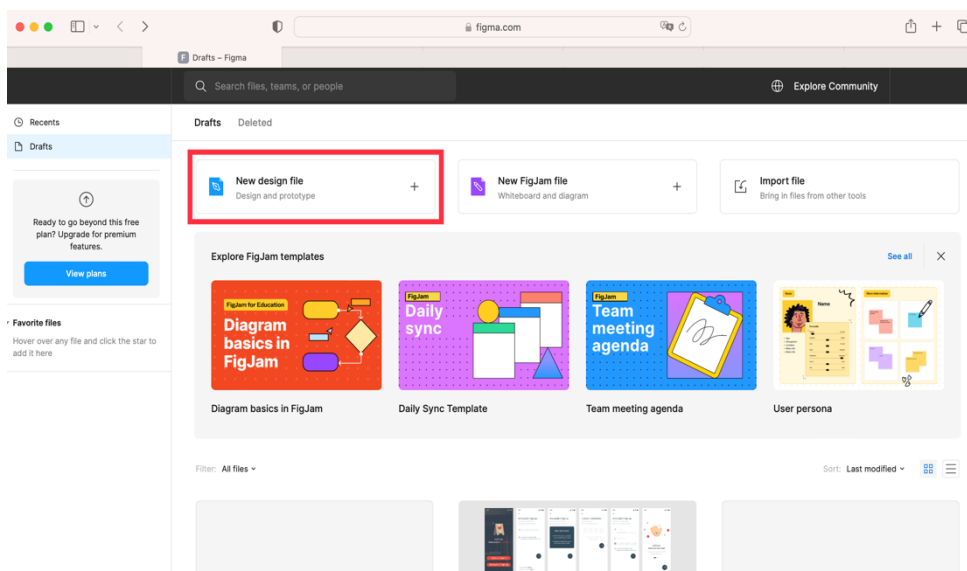 figma.com
Drafts – Figma
Search files, teams, or people
Explore Community
Recents
Drafts
Ready to go beyond this free
plan? Upgrade for premium
features.
View plans
Favorite files
Hover over any file and click the star to
add it here
Drafts Deleted
New design file
Design and prototype
New FigJam file
Whiteboard and diagram
Import file
Bring in files from other tools
Explore FigJam templates
See all
FigJam for Education
Diagram
basics in
FigJam
Diagram basics in FigJam
FigJam
Daily
sync
Daily Sync Template
FigJam
Team
meeting
agenda
Team meeting agenda
Name
User persona
Filter: All files
Sort: Last modified